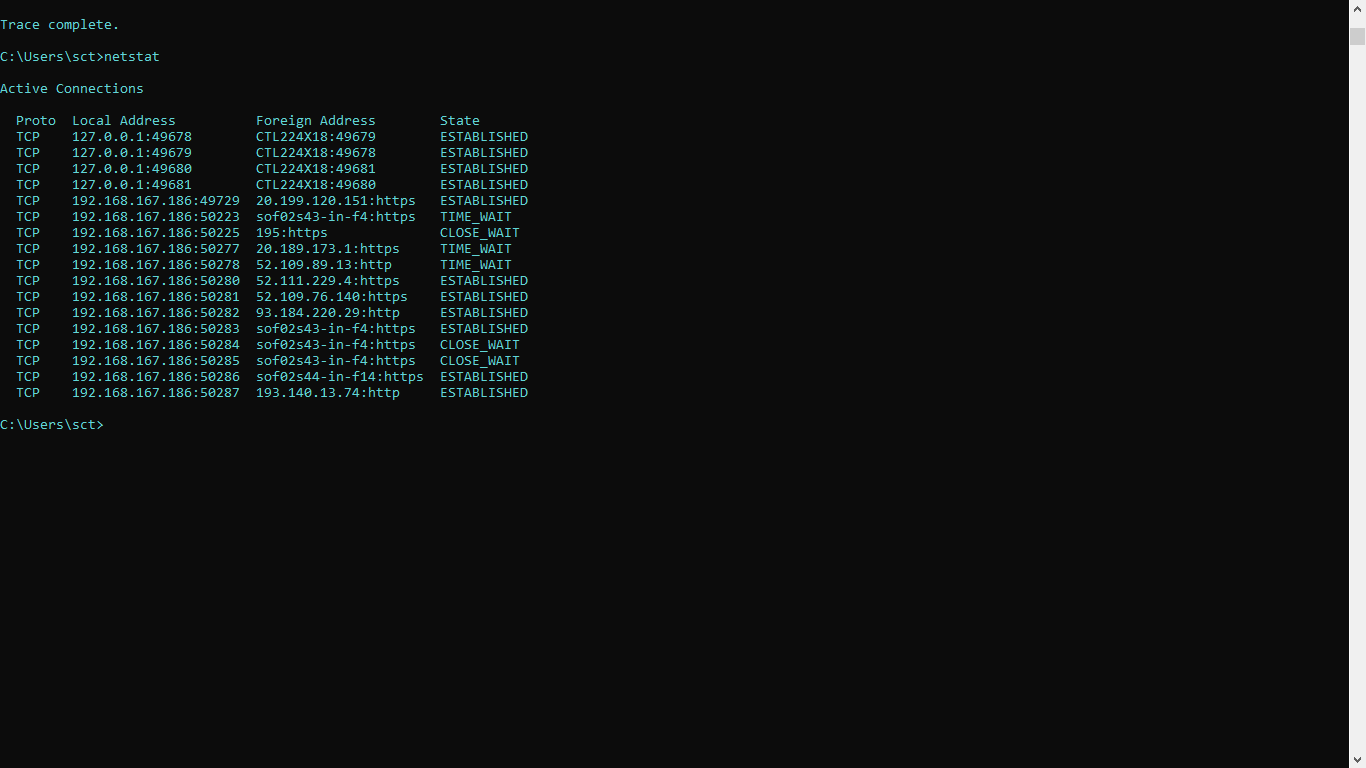 Trace complete.
C:\Users\sct>netstat
Active Connections
  Proto  Local Address          Foreign Address        State
  TCP    127.0.0.1:49678        CTL224X18:49679        ESTABLISHED
  TCP    127.0.0.1:49679        CTL224X18:49678        ESTABLISHED
  TCP    127.0.0.1:49680        CTL224X18:49681        ESTABLISHED
  TCP    127.0.0.1:49681        CTL224X18:49680        ESTABLISHED
  TCP    192.168.167.186:49729  20.199.120.151:https   ESTABLISHED
  TCP    192.168.167.186:50223  sof02s43-in-f4:https   TIME_WAIT
  TCP    192.168.167.186:50225  195:https              CLOSE_WAIT
  TCP    192.168.167.186:50277  20.189.173.1:https     TIME_WAIT
  TCP    192.168.167.186:50278  52.109.89.13:http      TIME_WAIT
  TCP    192.168.167.186:50280  52.111.229.4:https     ESTABLISHED
  TCP    192.168.167.186:50281  52.109.76.140:https    ESTABLISHED
  TCP    192.168.167.186:50282  93.184.220.29:http     ESTABLISHED
  TCP    192.168.167.186:50283  sof02s43-in-f4:https   ESTABLISHED
  TCP    192.168.167.186:50284  sof02s43-in-f4:https   CLOSE_WAIT
  TCP    192.168.167.186:50285  sof02s43-in-f4:https   CLOSE_WAIT
  TCP    192.168.167.186:50286  sof02s44-in-f14:https  ESTABLISHED
  TCP    192.168.167.186:50287  193.140.13.74:http     ESTABLISHED
C:\Users\sct>